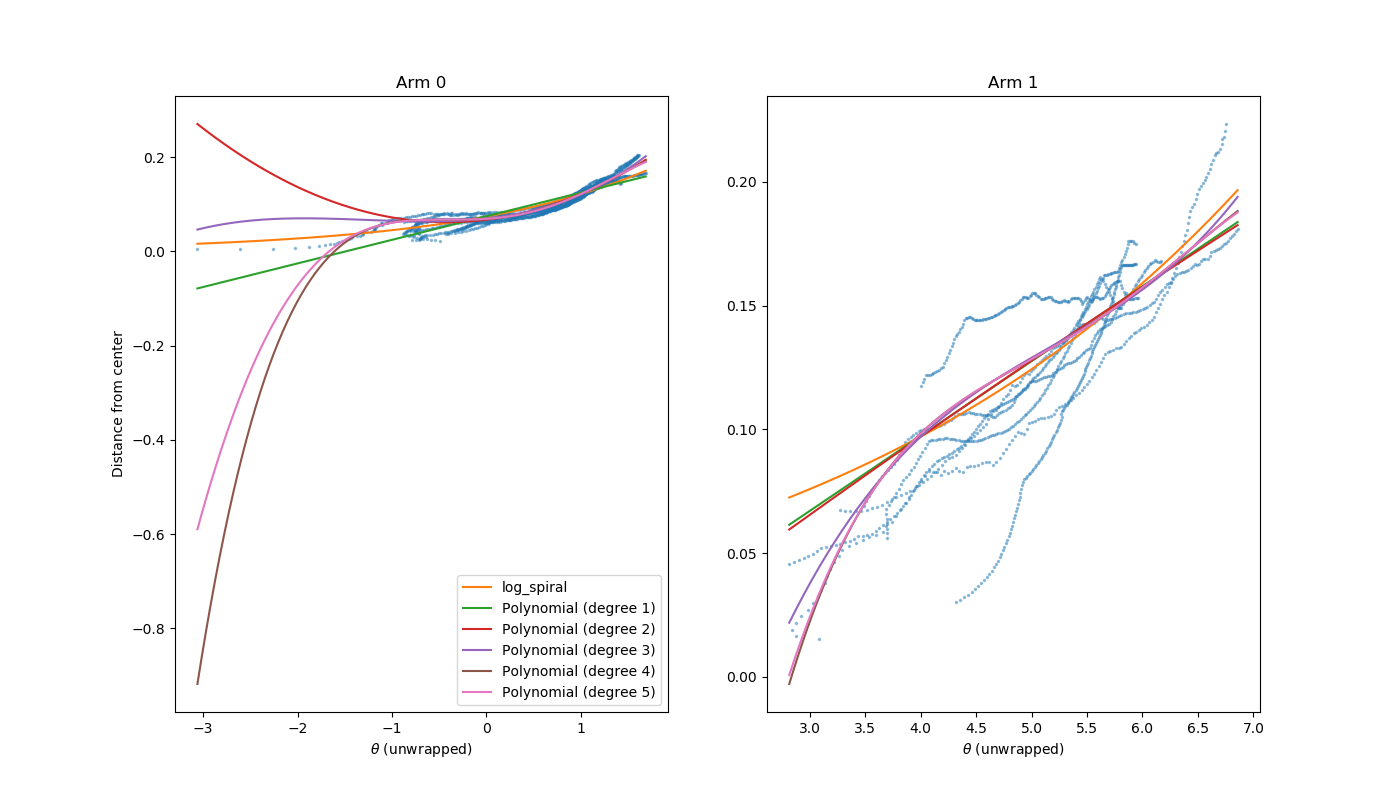 Arm 0
Distance from center
0.2
0.0
−0.2
−0.4
−0.6
−0.8
−3
−2
−1
0
1
θ (unwrapped)
log_spiral
Polynomial (degree 1)
Polynomial (degree 2)
Polynomial (degree 3)
Polynomial (degree 4)
Polynomial (degree 5)
Arm 1
0.20
0.15
0.10
0.05
0.00
3.0
3.5
4.0
4.5
5.0
5.5
6.0
6.5
7.0
θ (unwrapped)